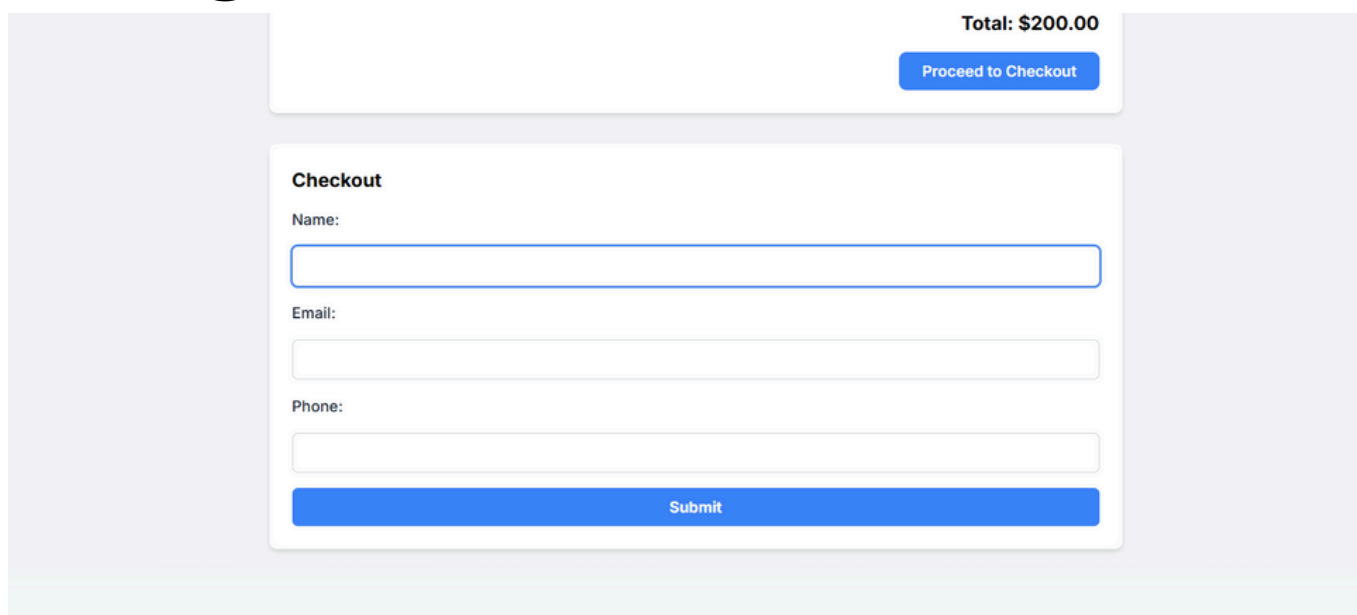 Total: $200.00
Proceed to Checkout
Checkout
Name:
Email:
Phone:
Submit